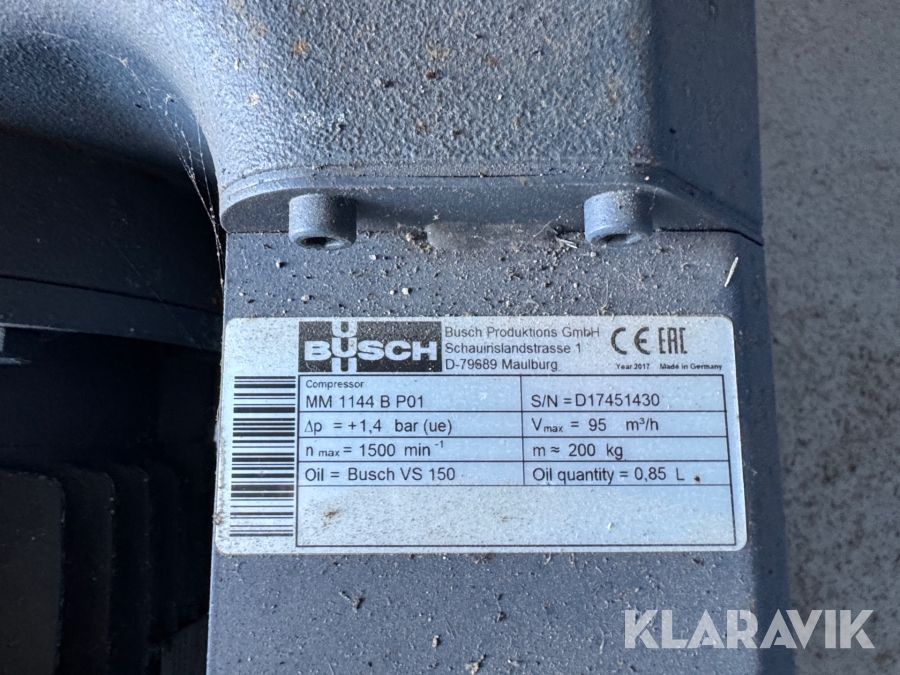 BUSCH
Busch Produktions GmbH
Schauinslandstrasse 1
D-79689 Maulburg
CE EAC
Year 2017 Made in Germany
Compressor
MM 1144 B P01
S/N = D17451430
Δp = +1,4 bar (ue)
Vmax = 95 m³/h
n max = 1500 min⁻¹
m ≈ 200 kg
Oil = Busch VS 150
Oil quantity = 0,85 L
KLARAVIK